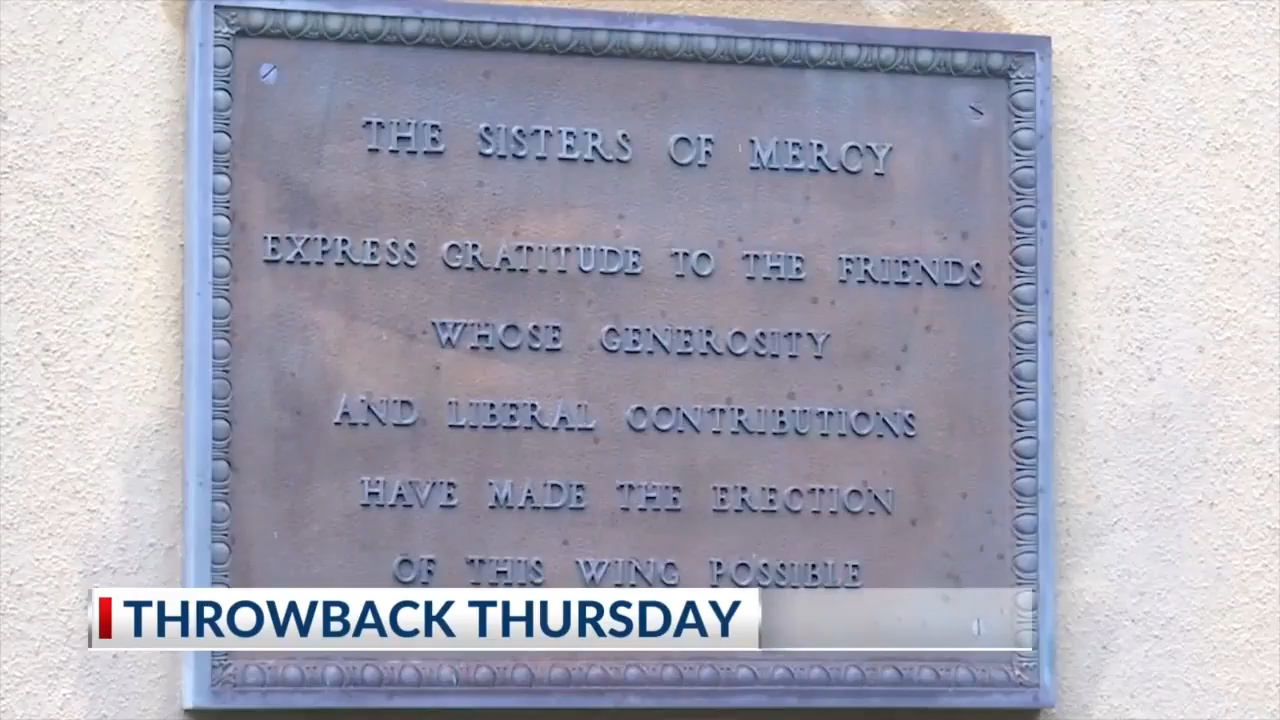 THE SISTERS OF MERCY
EXPRESS GRATITUDE TO THE FRIENDS
WHOSE GENEROSITY
AND LIBERAL CONTRIBUTIONS
HAVE MADE THE ERECTION
OF THIS WING POSSIBLE
THROWBACK THURSDAY